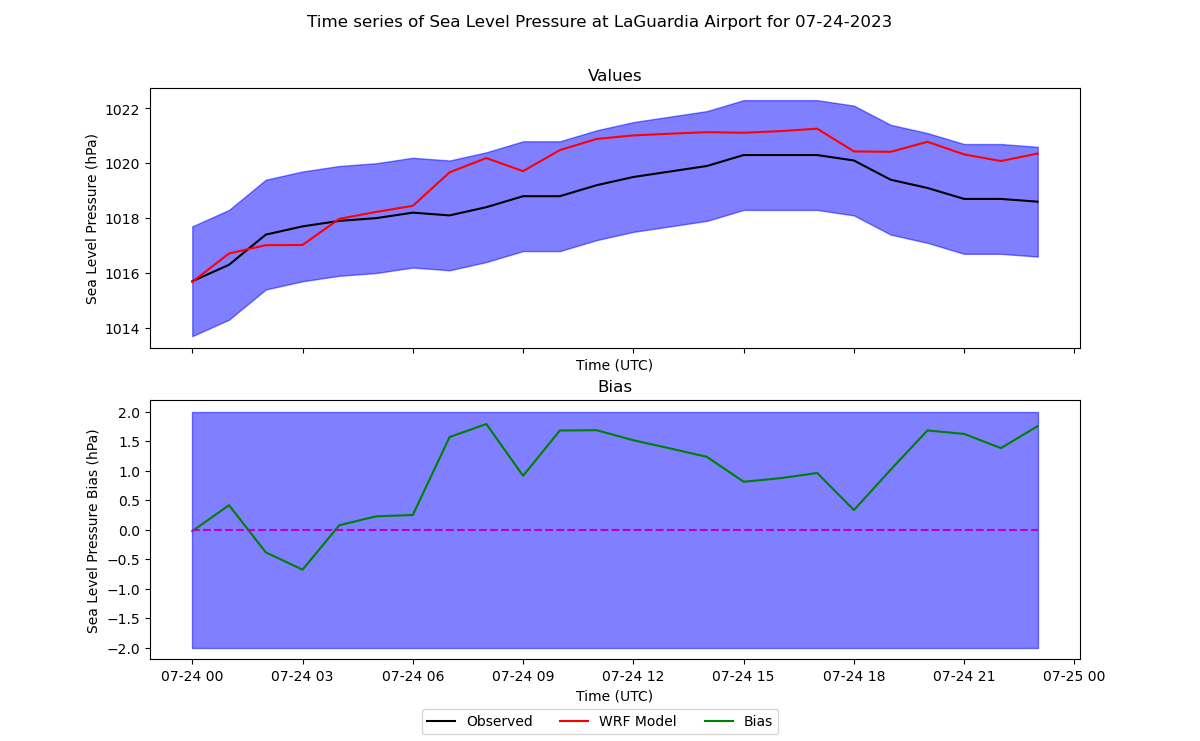 Time series of Sea Level Pressure at LaGuardia Airport for 07-24-2023
Values
Sea Level Pressure (hPa)
1022
1020
1018
1016
1014
Time (UTC)
Bias
Sea Level Pressure Bias (hPa)
2.0
1.5
1.0
0.5
0.0
−0.5
−1.0
−1.5
−2.0
07-24 00 07-24 03 07-24 06 07-24 09 07-24 12 07-24 15 07-24 18 07-24 21 07-25 00
Time (UTC)
Observed WRF Model Bias